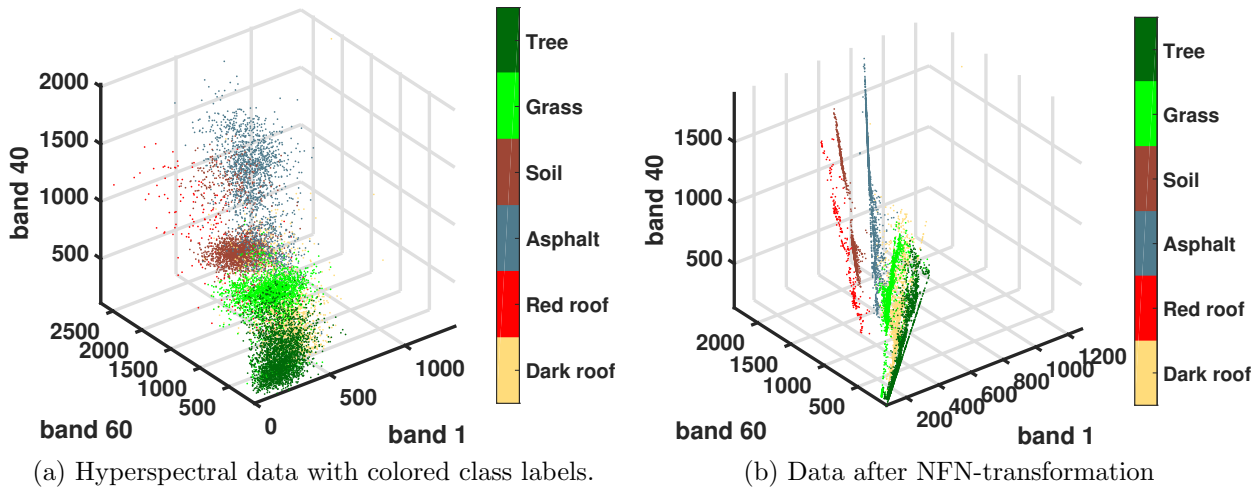 2000
1500
1000
500
band 40
2500
2000
1500
1000
500
band 60
0
500
1000
band 1
Tree
Grass
Soil
Asphalt
Red roof
Dark roof
(a) Hyperspectral data with colored class labels.
1500
1000
500
band 40
2000
1500
1000
500
band 60
200
400
600
800
1000
1200
band 1
Tree
Grass
Soil
Asphalt
Red roof
Dark roof
(b) Data after NFN-transformation